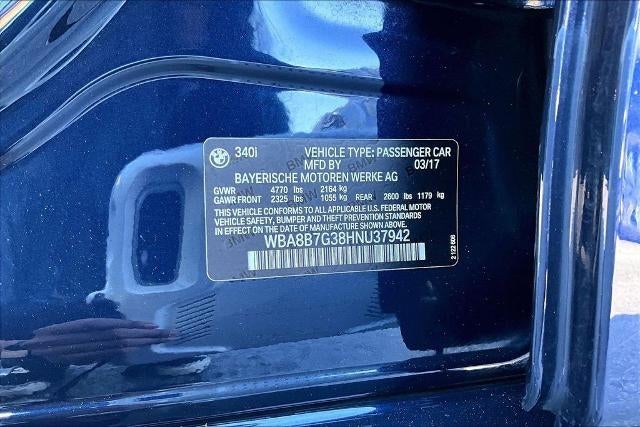 340i VEHICLE TYPE: PASSENGER CAR
MFD BY 03/17
BAYERISCHE MOTOREN WERKE AG
GVWR 4770 lbs 2164 kg
GAWR FRONT 2325 lbs 1055 kg REAR 2600 lbs 1179 kg
THIS VEHICLE CONFORMS TO ALL APPLICABLE U.S. FEDERAL MOTOR
VEHICLE SAFETY, BUMPER AND THEFT PREVENTION STANDARDS
IN EFFECT ON THE DATE OF MANUFACTURE SHOWN ABOVE.
WBA8B7G38HNU37942